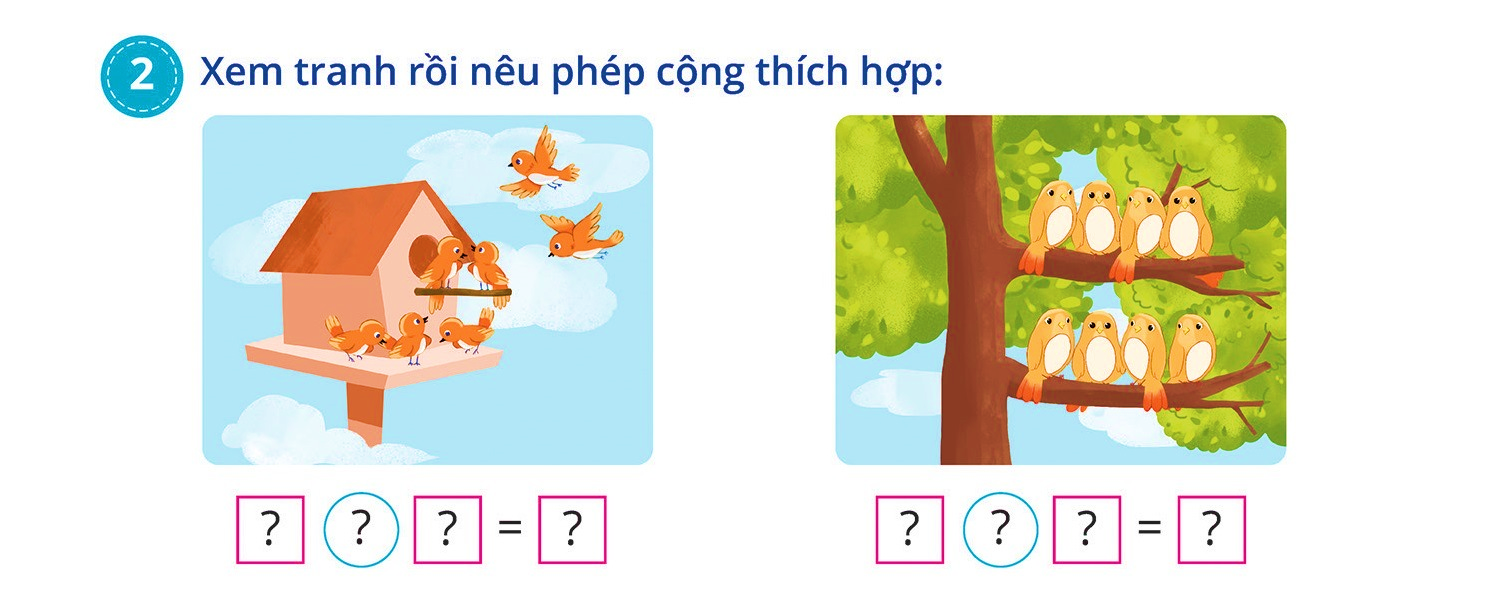 2 Xem tranh rồi nêu phép cộng thích hợp:
? ? ? = ? ? ? ? = ?